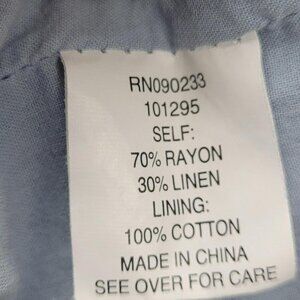 RN090233
101295
SELF:
70% RAYON
30% LINEN
LINING:
100% COTTON
MADE IN CHINA
SEE OVER FOR CARE